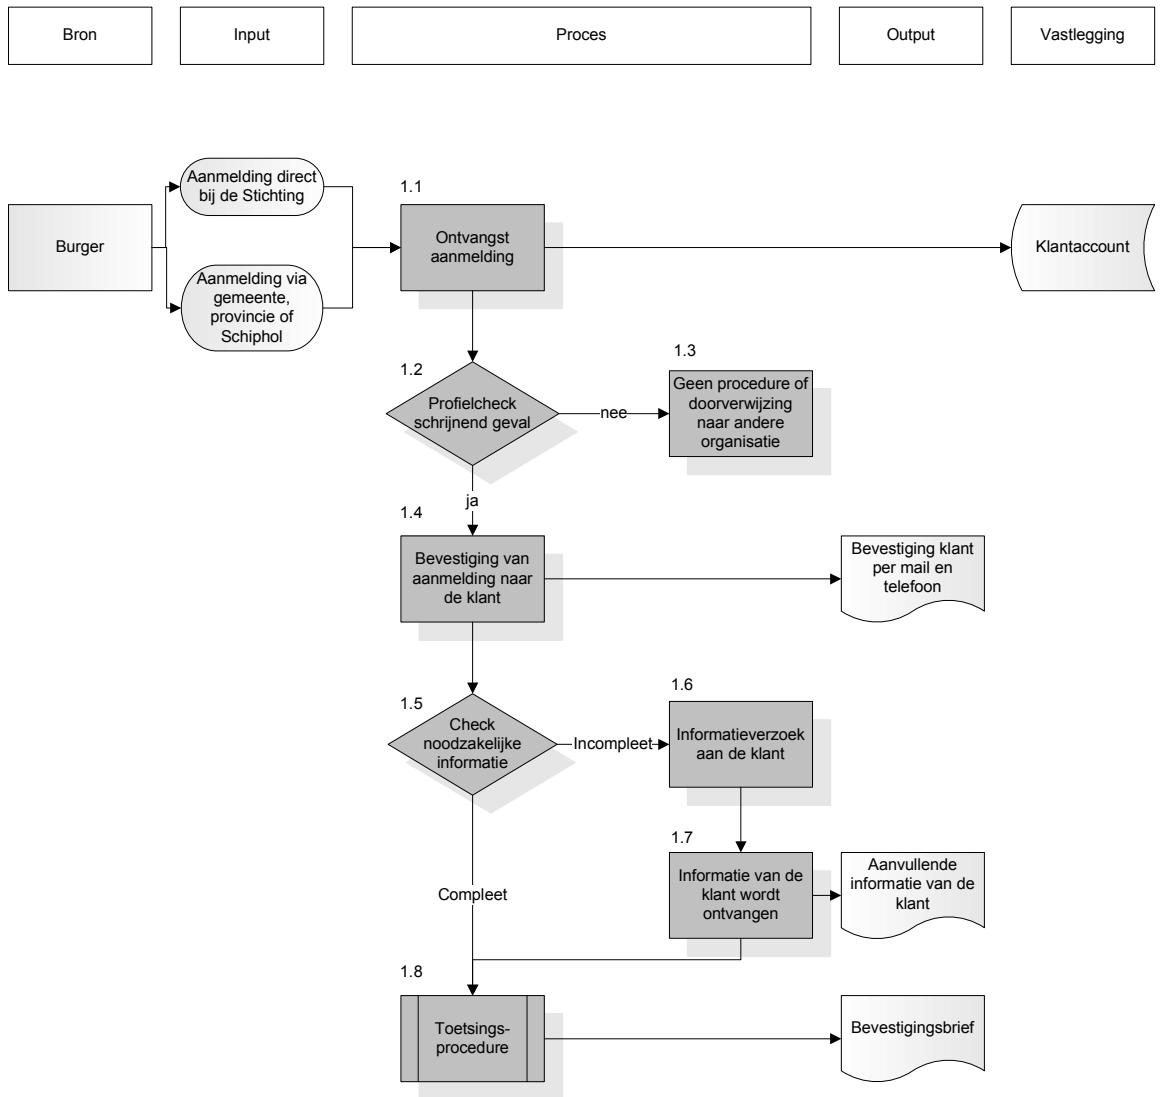 Bron
Input
Proces
Output
Vastlegging
Burger
Aanmelding direct
bij de Stichting
Aanmelding via
gemeente,
provincie of
Schiphol
1.1
Ontvangst
aanmelding
Klantaccount
1.2
Profielcheck
schrijnend geval
nee
1.3
Geen procedure of
doorverwijzing
naar andere
organisatie
ja
1.4
Bevestiging van
aanmelding naar
de klant
Bevestiging klant
per mail en
telefoon
1.5
Check
noodzakelijke
informatie
Incompleet
1.6
Informatieverzoek
aan de klant
1.7
Informatie van de
klant wordt
ontvangen
Aanvullende
informatie van de
klant
Compleet
1.8
Toetsings-
procedure
Bevestigingsbrief